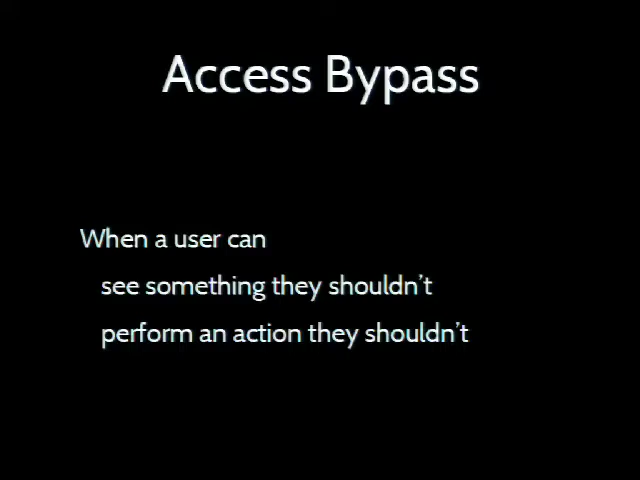 Access Bypass
When a user can
see something they shouldn't
perform an action they shouldn't